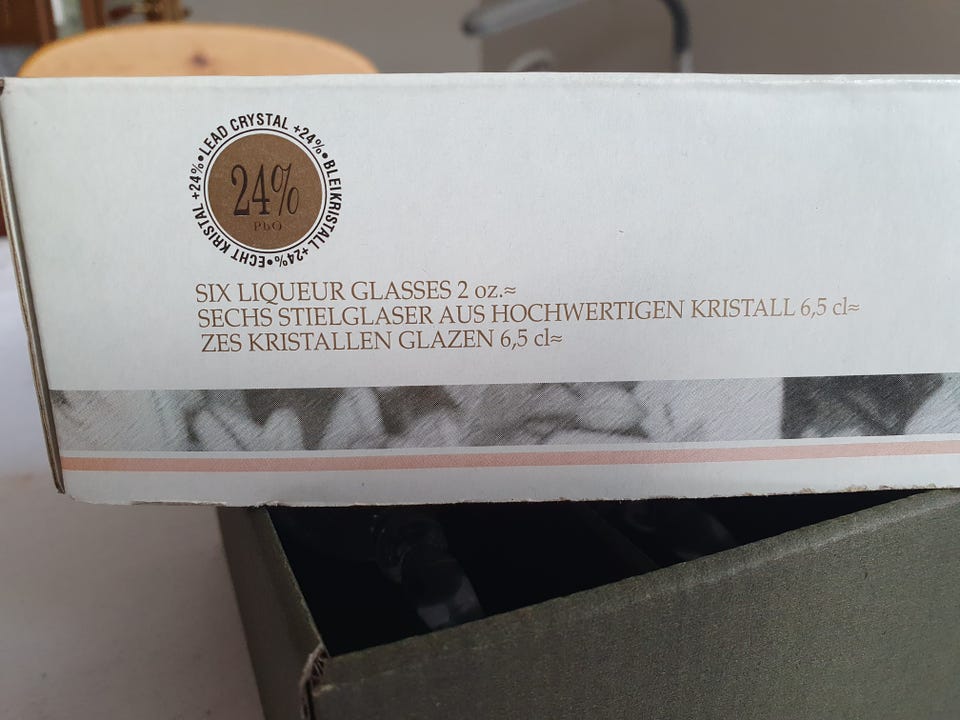 LEAD CRYSTAL +24% • BLEIKRISTALL +24% • ECHT KRISTAL +24% •
24%
PbO
SIX LIQUEUR GLASSES 2 oz.≈
SECHS STIELGLASER AUS HOCHWERTIGEN KRISTALL 6,5 cl≈
ZES KRISTALLEN GLAZEN 6,5 cl≈